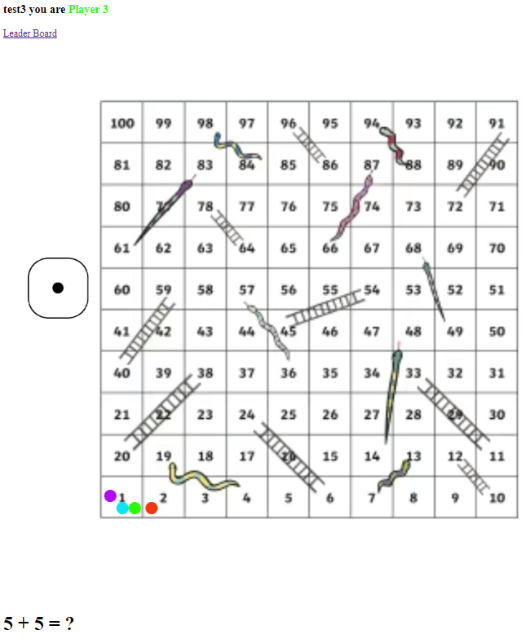 test3 you are Player 3
Leader Board
100 99 98 97 96 95 94 93 92 91
81 82 83 84 85 86 87 88 89 90
80 79 78 77 76 75 74 73 72 71
61 62 63 64 65 66 67 68 69 70
60 59 58 57 56 55 54 53 52 51
41 42 43 44 45 46 47 48 49 50
40 39 38 37 36 35 34 33 32 31
21 22 23 24 25 26 27 28 29 30
20 19 18 17 16 15 14 13 12 11
1 2 3 4 5 6 7 8 9 10
5 + 5 = ?